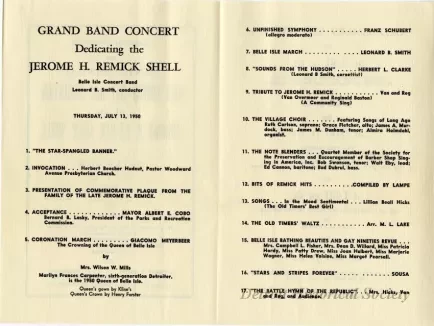 GRAND BAND CONCERT
Dedicating the
JEROME H. REMICK SHELL
Belle Isle Concert Band
Leonard B. Smith, conductor
THURSDAY, JULY 13, 1950
1. "THE STAR-SPANGLED BANNER."
2. INVOCATION . . . Herbert Beecher Hudnut, Pastor Woodward
Avenue Presbyterian Church.
3. PRESENTATION OF COMMEMORATIVE PLAQUE FROM THE
FAMILY OF THE LATE JEROME H. REMICK.
4. ACCEPTANCE . . . . . MAYOR ALBERT E. COBO
Bernard B. Lesky, President of the Parks and Recreation
Commission.
5. CORONATION MARCH . . . . . GIACOMO MEYERBEER
The Crowning of the Queen of Belle Isle
by
Mrs. Wilson W. Mills
Marilyn Frances Carpenter, sixth-generation Detroiter,
is the 1950 Queen of Belle Isle.
Queen's gown by Kline's
Queen's Crown by Henry Forster
6. UNFINISHED SYMPHONY . . . . . . . . . . FRANZ SCHUBERT
(allegro moderato)
7. BELLE ISLE MARCH . . . . . . . . . . LEONARD B. SMITH
8. "SOUNDS FROM THE HUDSON" . . . . . HERBERT L. CLARKE
(Leonard B Smith, cornetist)
9. TRIBUTE TO JEROME H. REMICK . . . . . . . . . . Van and Reg
(Van Overmeer and Reginald Boston)
(A Community Sing)
10. THE VILLAGE CHOIR . . . . . . . Featuring Songs of Long Ago
Ruth Carlson, soprano; Grace Fletcher, alto; James A. Murdock, bass; James M. Dunham, tenor;
11. THE NOTE BLENDERS . . . Quartet Member of the Society for
the Preservation and Encouragement of Barber Shop Singing
in America, Inc. Bob Swanson, tenor; Walt Eby, lead;
Ed Cannon, baritone; Bud Dubrul, bass.
12. BITS OF REMICK HITS . . . . . . . . . . COMPILED BY LAMPE
13. SONGS . . . In the Mood Sentimental . . . Lillian Beall Hicks
(The Old Timers' Best Girl)
14. THE OLD TIMERS' WALTZ . . . . . . . . . . Arr. M. L. LAKE
15. BELLE ISLE BATHING BEAUTIES AND GAY NINETIES REVUE . .
Mrs. Campbell L. Fisher, Mrs. Dean B. Willard, Miss Patricia
Hardy, Miss Patty Drew, Miss Jean Hulbert, Miss Marjorie
Wagner, Miss Helen Voisine, Miss Margot Pearsall.
16. "STARS AND STRIPES FOREVER" . . . . . . . . SOUSA
17. "THE BATTLE HYMN OF THE REPUBLIC" . . Mrs. Hicks, Van
and Reg, and Audience.
Detroit Historical Society